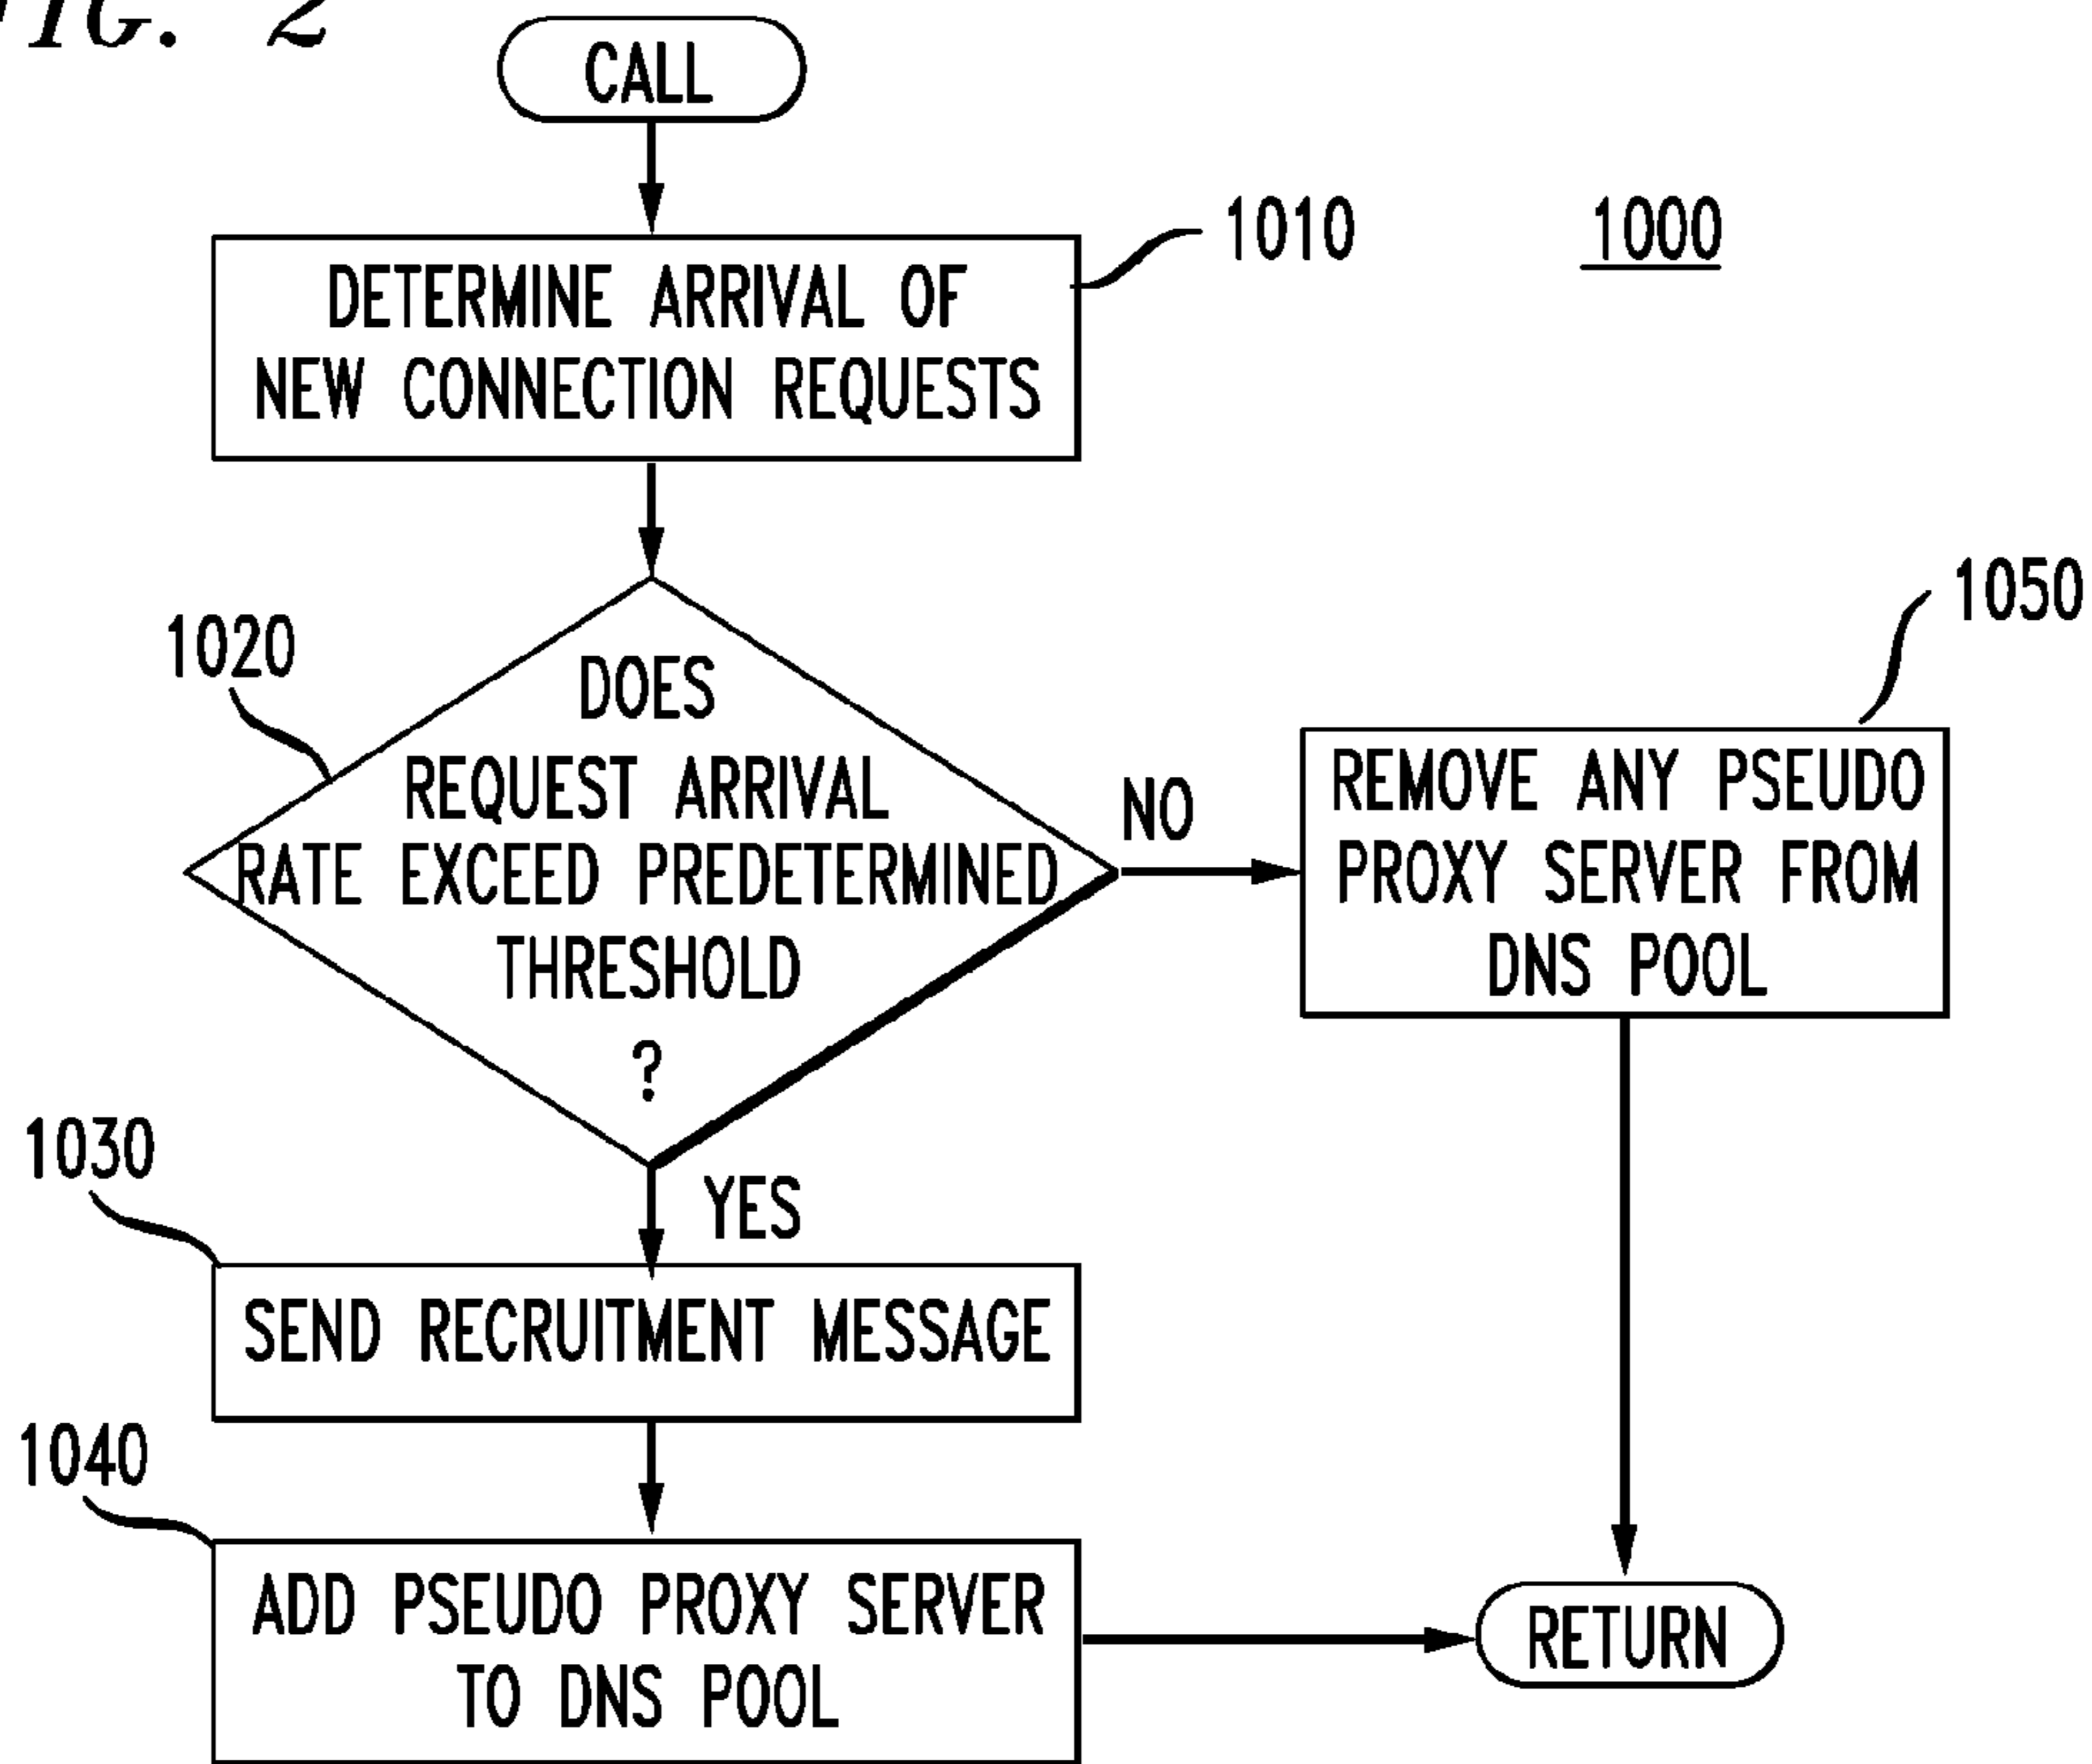 FIG. 2
CALL
1010
1000
DETERMINE ARRIVAL OF
NEW CONNECTION REQUESTS
1020
DOES
REQUEST ARRIVAL
RATE EXCEED PREDETERMINED
THRESHOLD
?
NO
1050
REMOVE ANY PSEUDO
PROXY SERVER FROM
DNS POOL
YES
1030
SEND RECRUITMENT MESSAGE
1040
ADD PSEUDO PROXY SERVER
TO DNS POOL
RETURN